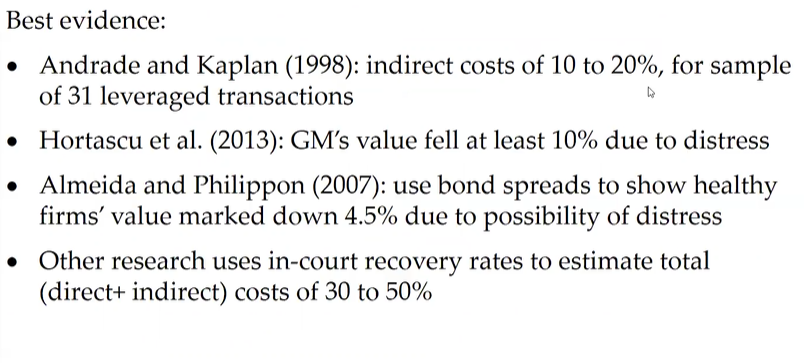 Best evidence:
• Andrade and Kaplan (1998): indirect costs of 10 to 20%, for sample
of 31 leveraged transactions
• Hortascu et al. (2013): GM's value fell at least 10% due to distress
• Almeida and Philippon (2007): use bond spreads to show healthy
firms' value marked down 4.5% due to possibility of distress
• Other research uses in-court recovery rates to estimate total
(direct+ indirect) costs of 30 to 50%